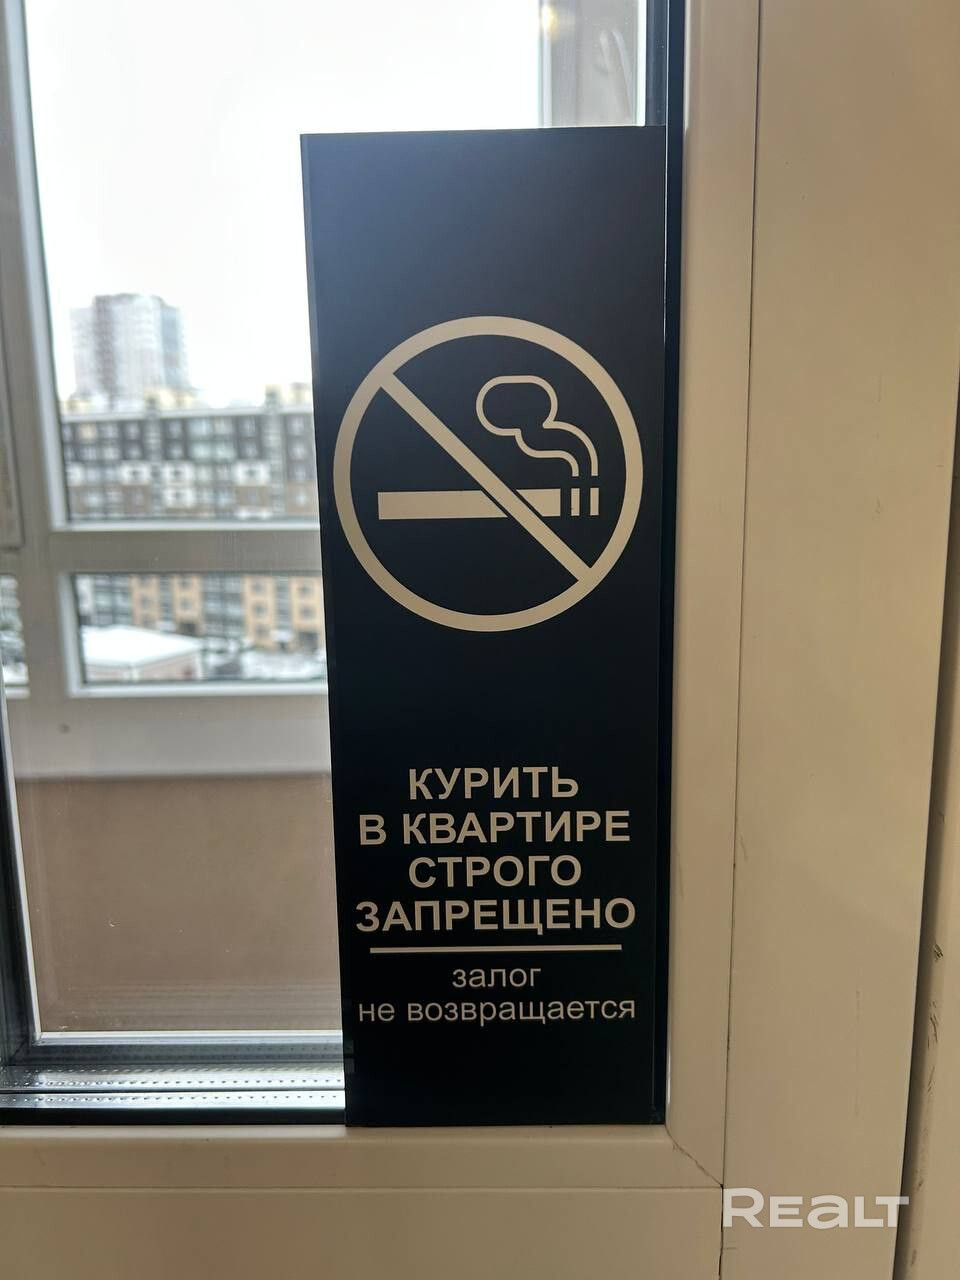 КУРИТЬ
В КВАРТИРЕ
СТРОГО
ЗАПРЕЩЕНО
залог
не возвращается
REALT